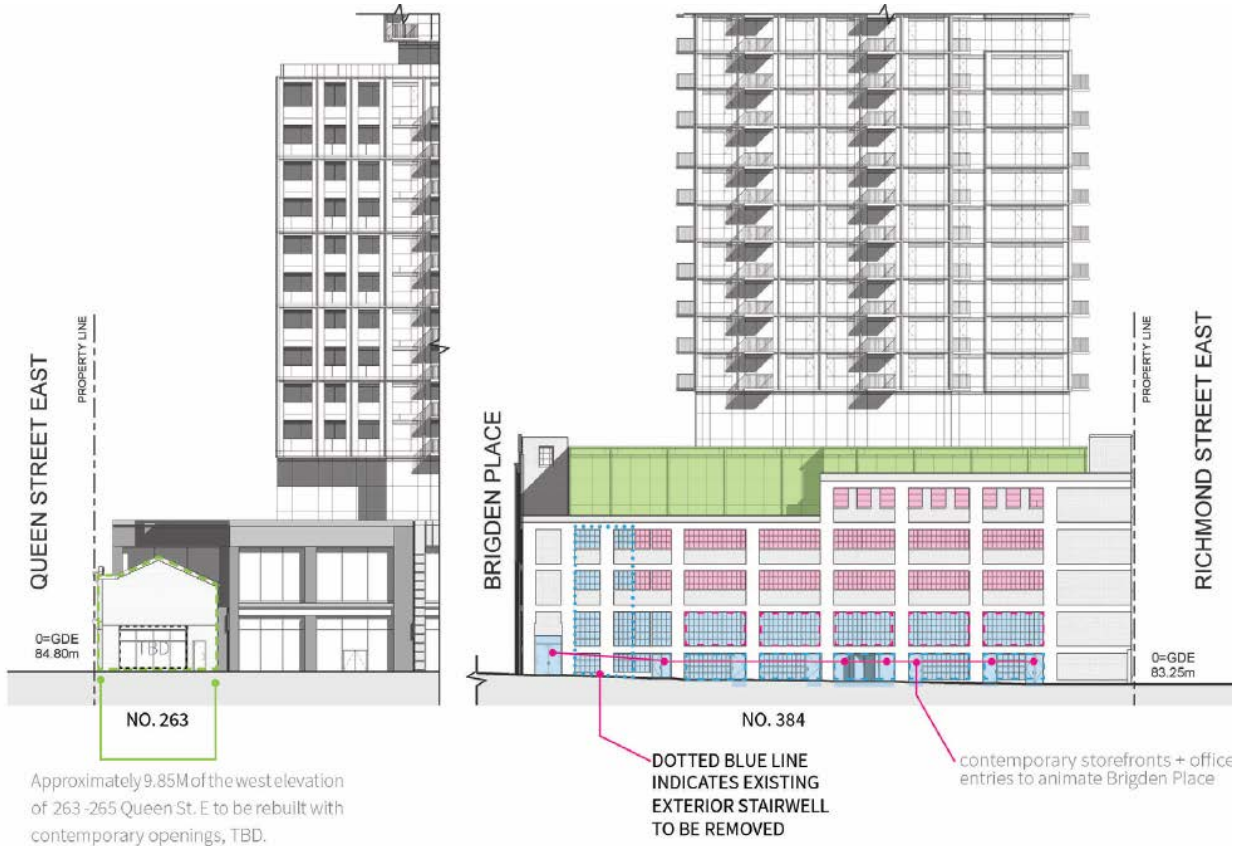 QUEEN STREET EAST
PROPERTY LINE
0=GDE
84.80m
TBD
NO. 263
Approximately 9.85M of the west elevation
of 263 -265 Queen St. E to be rebuilt with
contemporary openings, TBD.
BRIGDEN PLACE
PROPERTY LINE
RICHMOND STREET EAST
0=GDE
83.25m
NO. 384
DOTTED BLUE LINE
INDICATES EXISTING
EXTERIOR STAIRWELL
TO BE REMOVED
contemporary storefronts + office
entries to animate Brigden Place